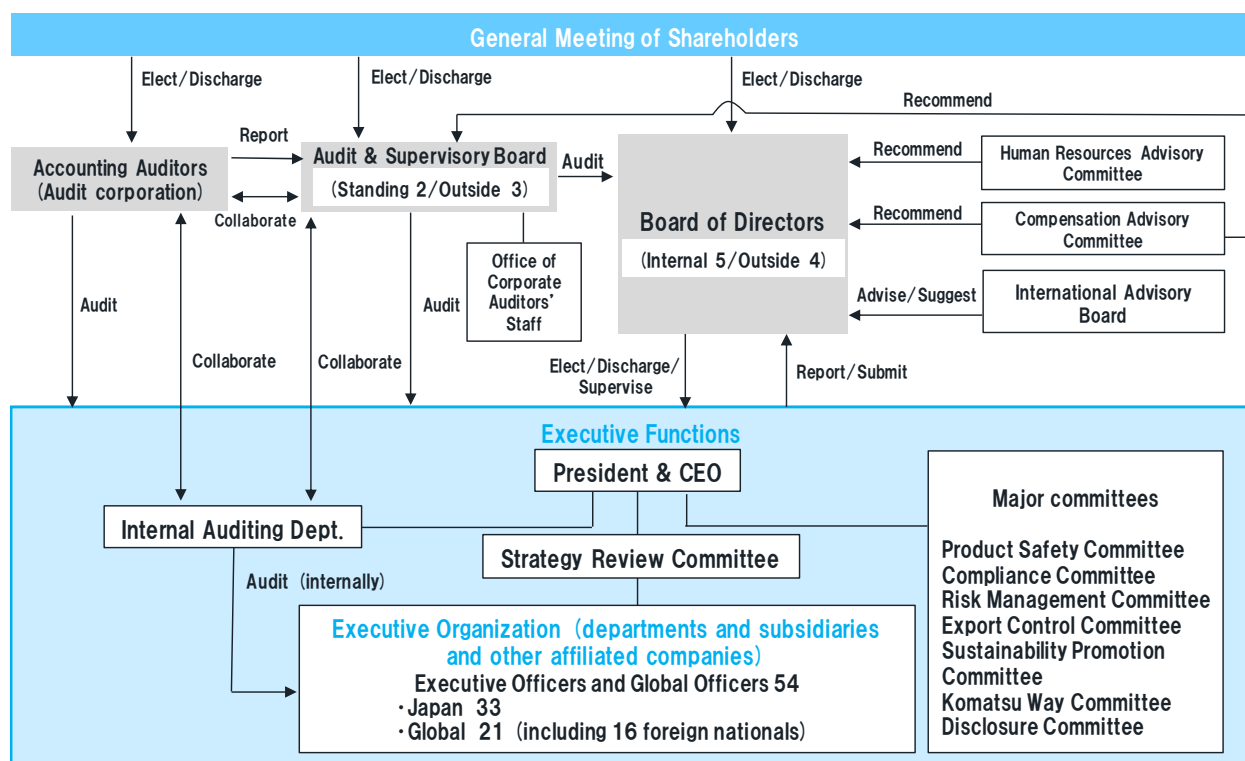 General Meeting of Shareholders
Elect/Discharge
Elect/Discharge
Elect/Discharge
Recommend
Report
Accounting Auditors
(Audit corporation)
Collaborate
Audit & Supervisory Board
(Standing 2/Outside 3)
Audit
Board of Directors
(Internal 5/Outside 4)
Recommend
Human Resources Advisory
Committee
Recommend
Compensation Advisory
Committee
Advise/Suggest
International Advisory
Board
Office of
Corporate
Auditors'
Staff
Audit
Collaborate
Collaborate
Audit
Elect/Discharge/
Supervise
Report/Submit
Executive Functions
President & CEO
Internal Auditing Dept.
Strategy Review Committee
Audit (internally)
Executive Organization (departments and subsidiaries
and other affiliated companies)
Executive Officers and Global Officers 54
・Japan 33
・Global 21 (including 16 foreign nationals)
Major committees
Product Safety Committee
Compliance Committee
Risk Management Committee
Export Control Committee
Sustainability Promotion
Committee
Komatsu Way Committee
Disclosure Committee